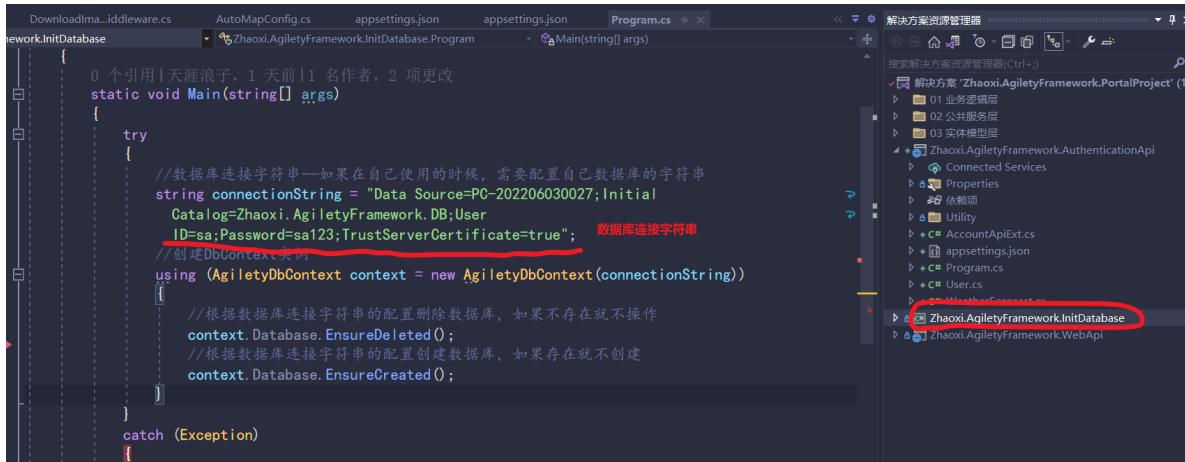 DownloadIma...iddleware.cs AutoMapConfig.cs appsettings.json appsettings.json Program.cs
ework.InitDatabase Zhaoxi.AgiletyFramework.InitDatabase.Program Main(string[] args)
{
0 个引用|天涯浪子，1 天前|1 名作者，2 项更改
static void Main(string[] args)
{
try
{
//数据库连接字符串--如果在自己使用的时候，需要配置自己数据库的字符串
string connectionString = "Data Source=PC-202206030027;Initial
Catalog=Zhaoxi.AgiletyFramework.DB;User
ID=sa;Password=sa123;TrustServerCertificate=true";
数据库连接字符串
//创建DbContext实例
using (AgiletyDbContext context = new AgiletyDbContext(connectionString))
{
//根据数据库连接字符串的配置删除数据库，如果不存在就不操作
context.Database.EnsureDeleted();
//根据数据库连接字符串的配置创建数据库，如果存在就不创建
context.Database.EnsureCreated();
}
}
catch (Exception)
{
解决方案资源管理器
搜索解决方案资源管理器(Ctrl+;)
解决方案 'Zhaoxi.AgiletyFramework.PortalProject' (1
01 业务逻辑层
02 公共服务层
03 实体模型层
Zhaoxi.AgiletyFramework.AuthenticationApi
Connected Services
Properties
依赖项
Utility
C# AccountApiExt.cs
appsettings.json
C# Program.cs
C# User.cs
C# WeatherForecast.cs
Zhaoxi.AgiletyFramework.InitDatabase
Zhaoxi.AgiletyFramework.WebApi